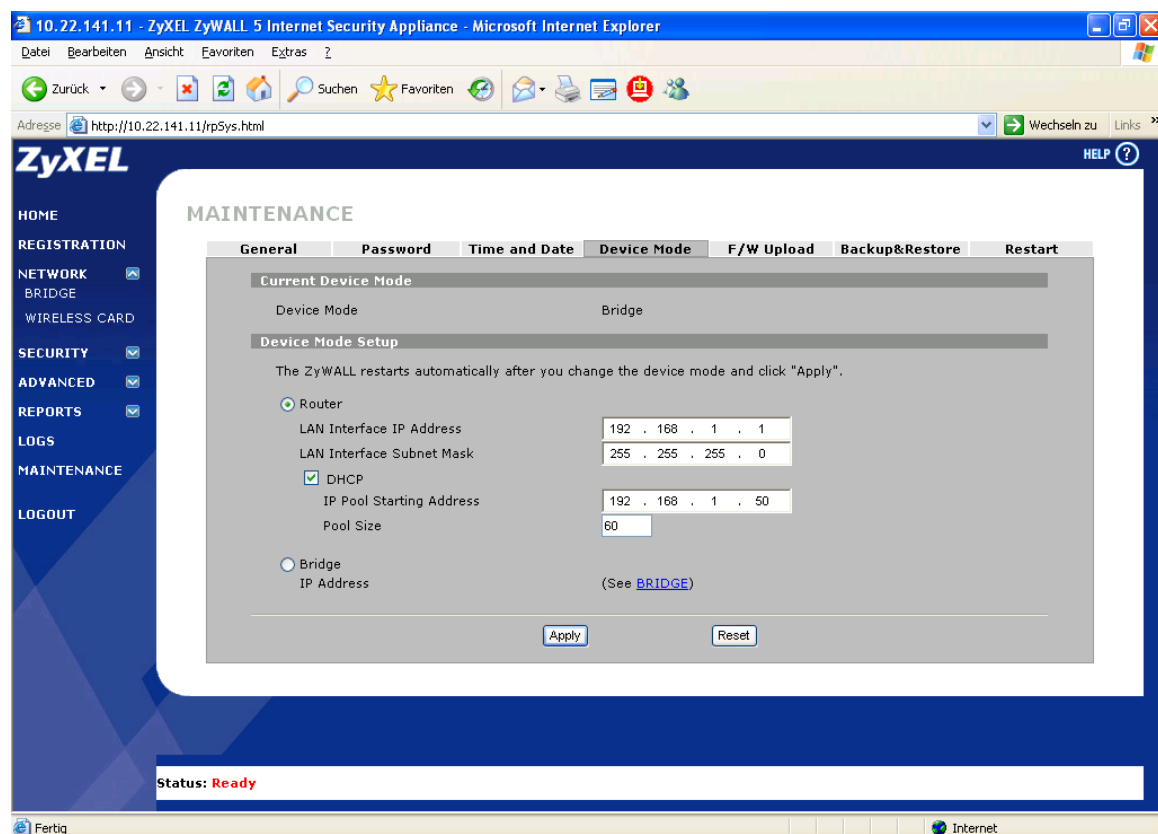 10.22.141.11 - ZyXEL ZyWALL 5 Internet Security Appliance - Microsoft Internet Explorer
Datei Bearbeiten Ansicht Favoriten Extras ?
Zurück Suchen Favoriten
Adresse http://10.22.141.11/rpSys.html Wechseln zu Links »
ZyXEL
HELP ?
HOME
REGISTRATION
NETWORK
BRIDGE
WIRELESS CARD
SECURITY
ADVANCED
REPORTS
LOGS
MAINTENANCE
LOGOUT
MAINTENANCE
General Password Time and Date Device Mode F/W Upload Backup&Restore Restart
Current Device Mode
Device Mode Bridge
Device Mode Setup
The ZyWALL restarts automatically after you change the device mode and click "Apply".
Router
LAN Interface IP Address 192 . 168 . 1 . 1
LAN Interface Subnet Mask 255 . 255 . 255 . 0
DHCP
IP Pool Starting Address 192 . 168 . 1 . 50
Pool Size 60
Bridge
IP Address (See BRIDGE)
Apply Reset
Status: Ready
Fertig Internet